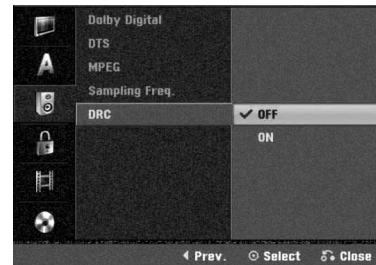 Dolby Digital
DTS
MPEG
Sampling Freq.
DRC
OFF
ON
A
Prev. Select Close